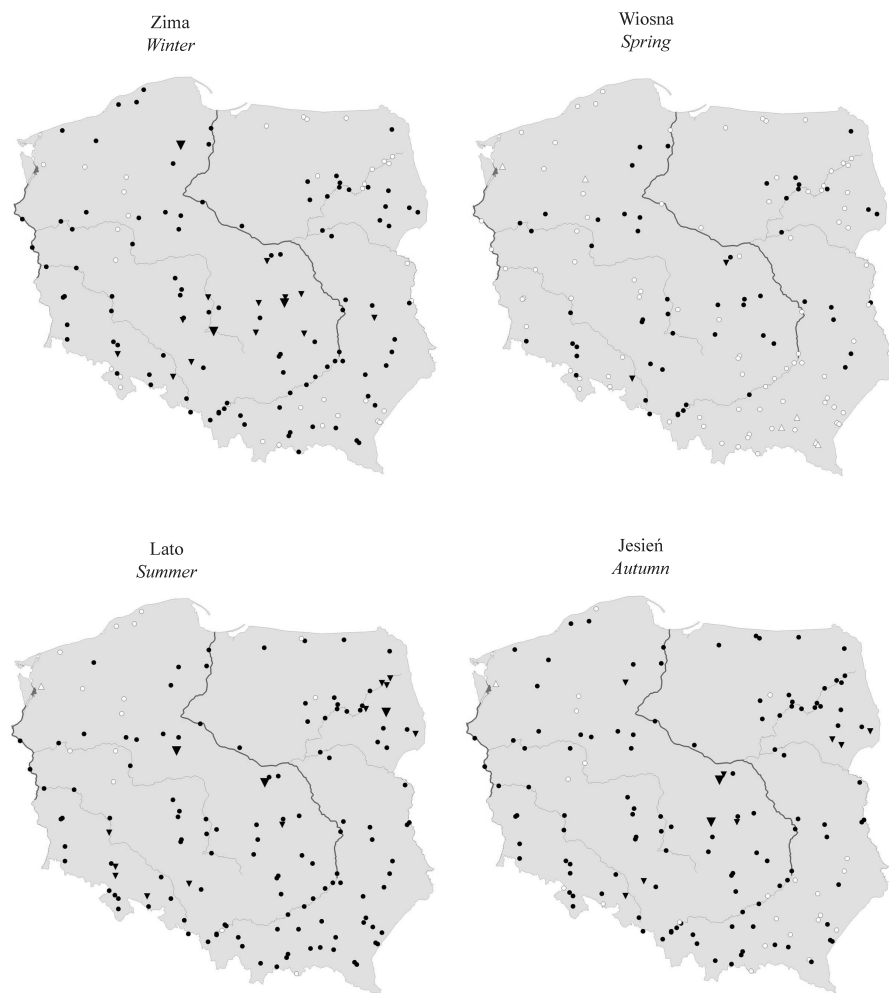 Zima
Winter
Wiosna
Spring
Lato
Summer
Jesień
Autumn